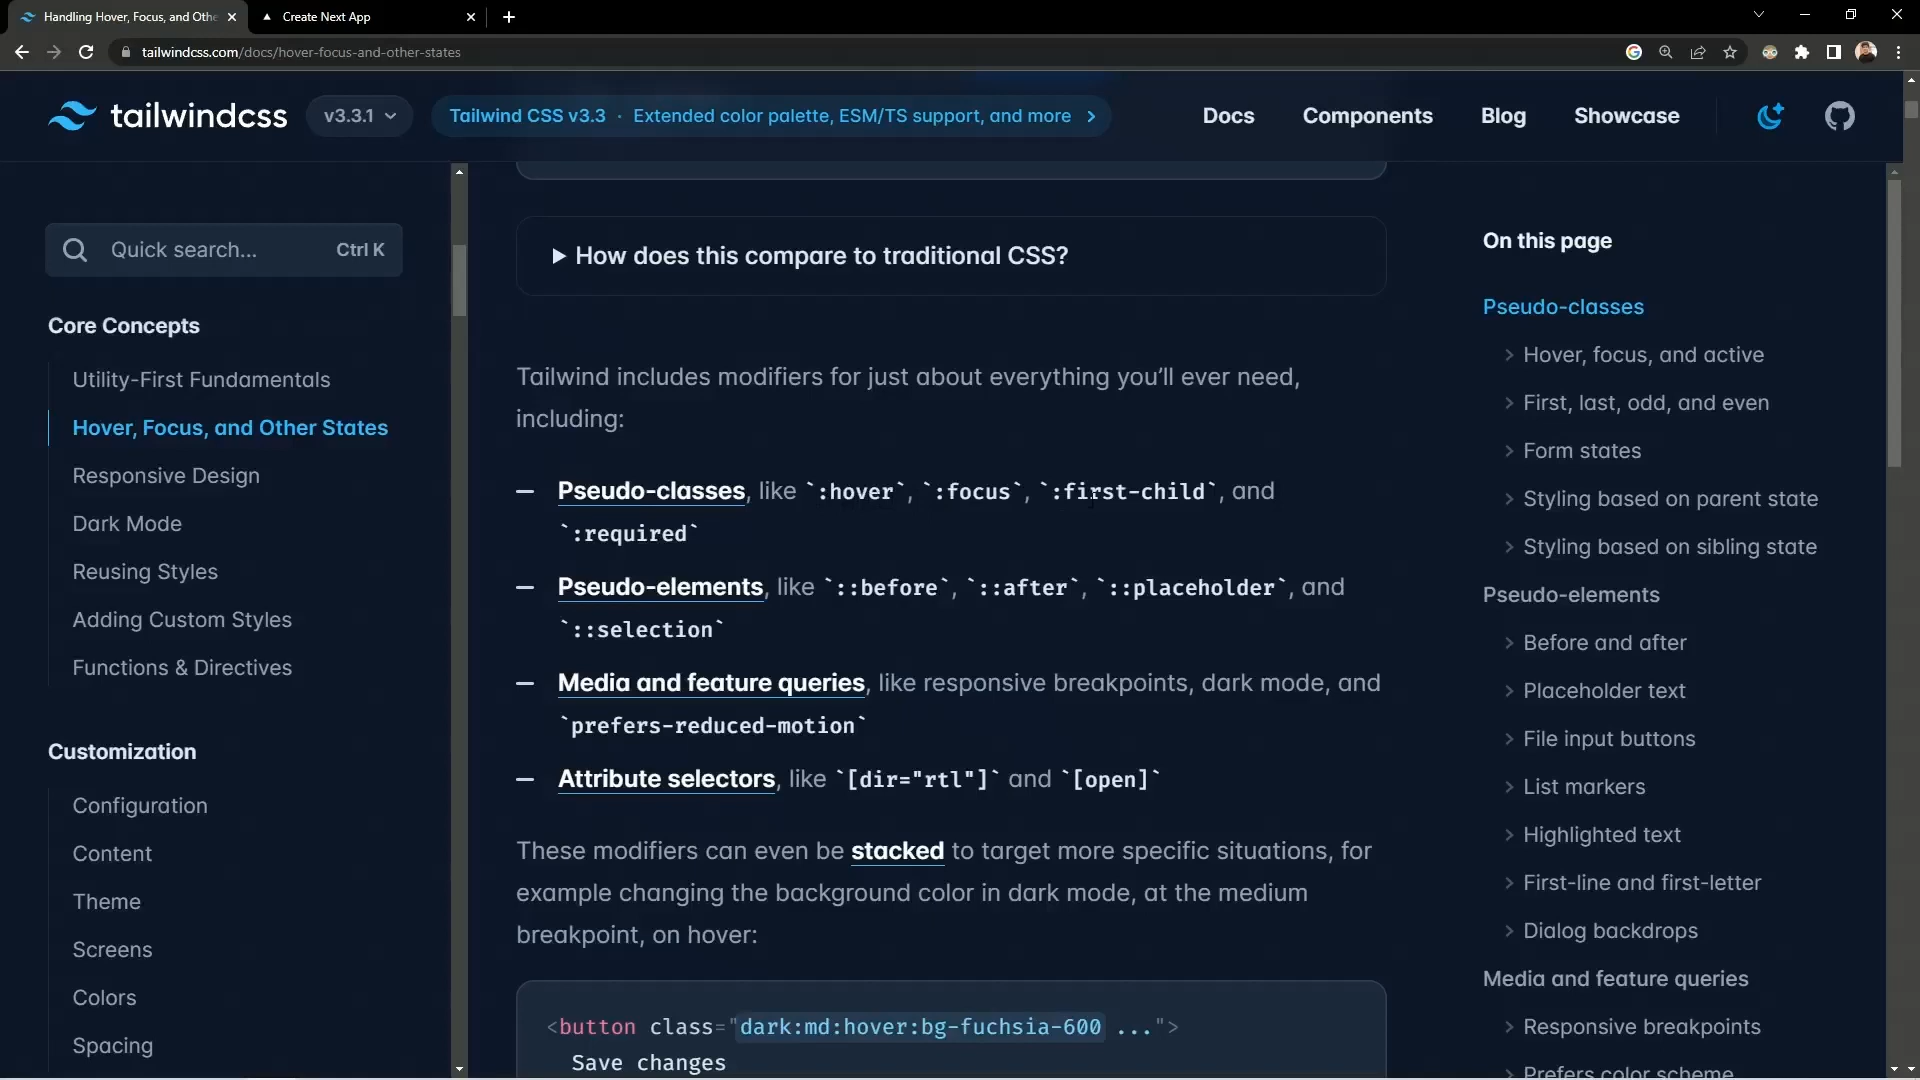 Handling Hover, Focus, and Othe
Create Next App
tailwindcss.com/docs/hover-focus-and-other-states
tailwindcss
v3.3.1
Tailwind CSS v3.3 · Extended color palette, ESM/TS support, and more
Docs
Components
Blog
Showcase
Quick search...
Ctrl K
Core Concepts
Utility-First Fundamentals
Hover, Focus, and Other States
Responsive Design
Dark Mode
Reusing Styles
Adding Custom Styles
Functions & Directives
Customization
Configuration
Content
Theme
Screens
Colors
Spacing
How does this compare to traditional CSS?
Tailwind includes modifiers for just about everything you’ll ever need,
including:
— Pseudo-classes, like `:hover`, `:focus`, `:first-child`, and
`:required`
— Pseudo-elements, like `::before`, `::after`, `::placeholder`, and
`::selection`
— Media and feature queries, like responsive breakpoints, dark mode, and
`prefers-reduced-motion`
— Attribute selectors, like `[dir="rtl"]` and `[open]`
These modifiers can even be stacked to target more specific situations, for
example changing the background color in dark mode, at the medium
breakpoint, on hover:
<button class="dark:md:hover:bg-fuchsia-600 ...">
Save changes
On this page
Pseudo-classes
Hover, focus, and active
First, last, odd, and even
Form states
Styling based on parent state
Styling based on sibling state
Pseudo-elements
Before and after
Placeholder text
File input buttons
List markers
Highlighted text
First-line and first-letter
Dialog backdrops
Media and feature queries
Responsive breakpoints
Prefers color scheme